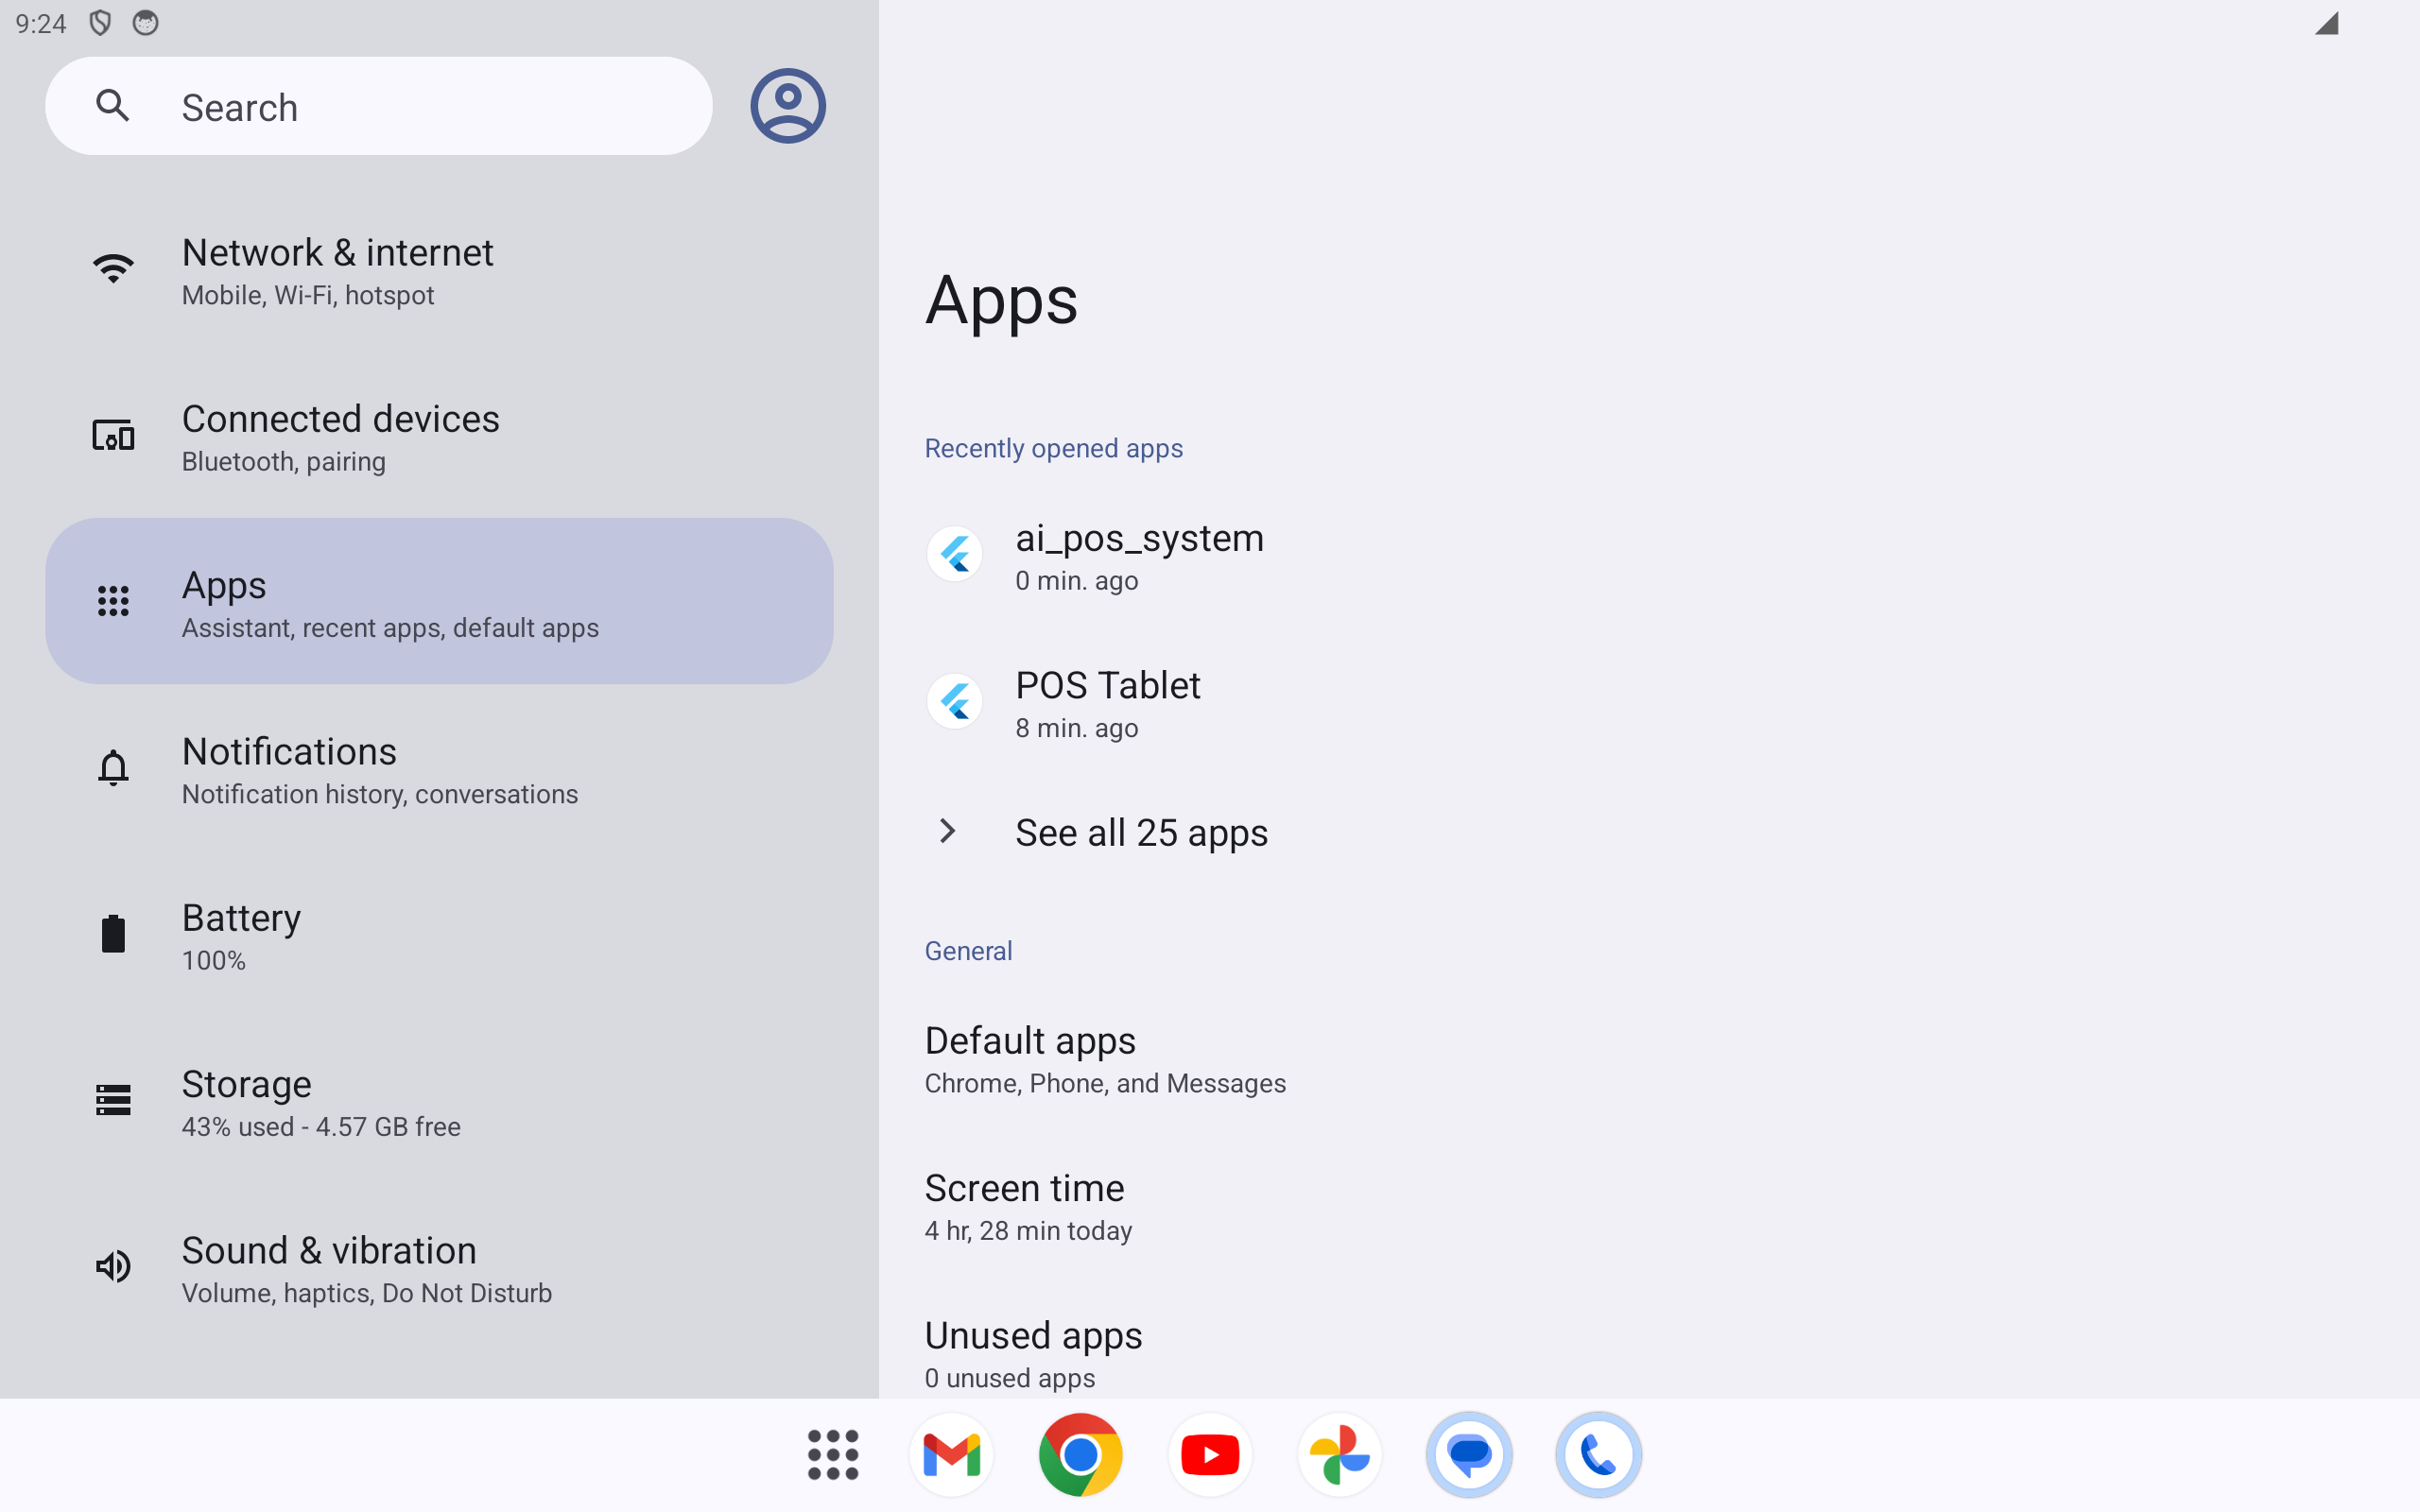 9:24
Search
Network & internet
Mobile, Wi-Fi, hotspot
Connected devices
Bluetooth, pairing
Apps
Assistant, recent apps, default apps
Notifications
Notification history, conversations
Battery
100%
Storage
43% used - 4.57 GB free
Sound & vibration
Volume, haptics, Do Not Disturb
Apps
Recently opened apps
ai_pos_system
0 min. ago
POS Tablet
8 min. ago
See all 25 apps
General
Default apps
Chrome, Phone, and Messages
Screen time
4 hr, 28 min today
Unused apps
0 unused apps